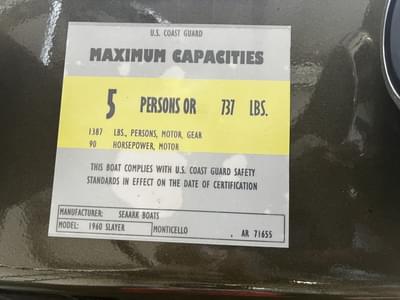 U.S. COAST GUARD
MAXIMUM CAPACITIES
5 PERSONS OR 737 LBS.
1387 LBS., PERSONS, MOTOR, GEAR
90 HORSEPOWER, MOTOR
THIS BOAT COMPLIES WITH U.S. COAST GUARD SAFETY
STANDARDS IN EFFECT ON THE DATE OF CERTIFICATION
MANUFACTURER: SEAARK BOATS
MODEL: 1960 SLAYER MONTICELLO , AR 71655